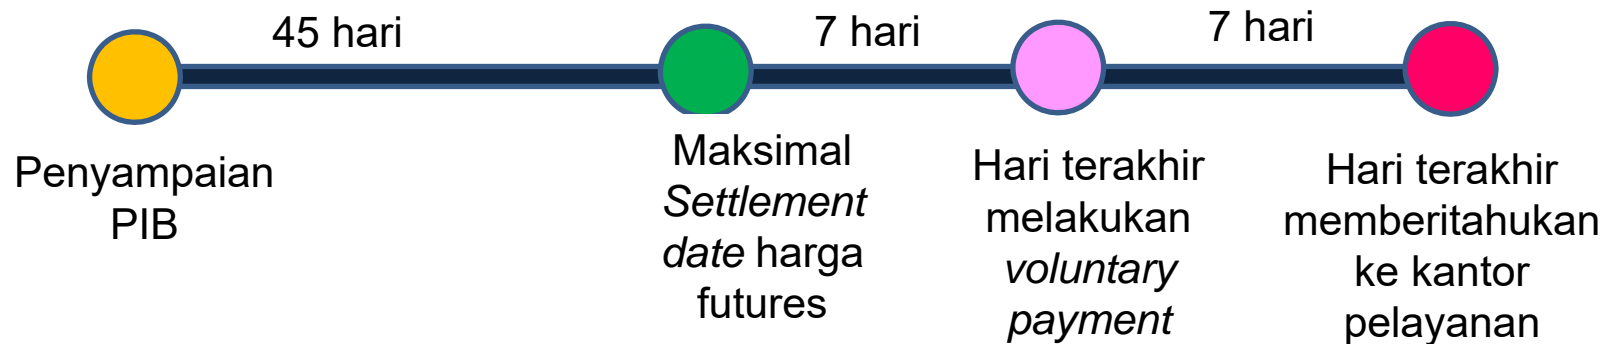 45 hari
7 hari
7 hari
Penyampaian
PIB
Maksimal
Settlement
date harga
futures
Hari terakhir
melakukan
voluntary
payment
Hari terakhir
memberitahukan
ke kantor
pelayanan